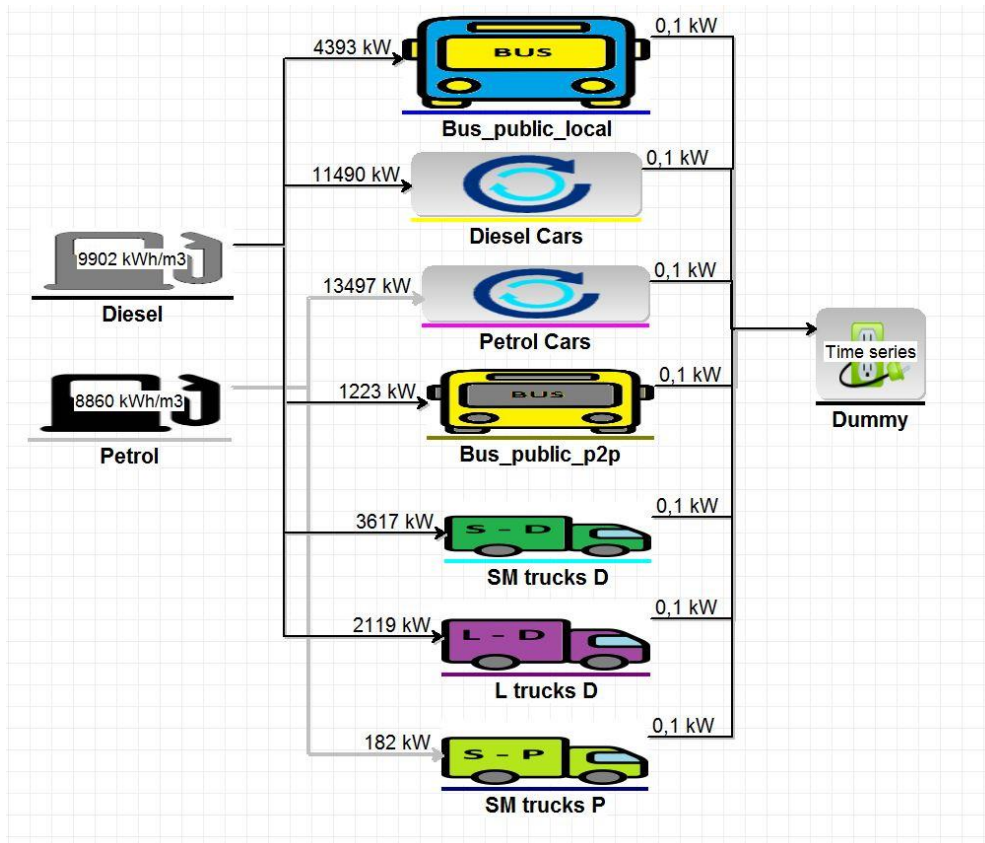 4393 kW
BUS
0,1 kW
Bus_public_local
11490 kW
0,1 kW
Diesel Cars
9902 kWh/m3
Diesel
13497 kW
0,1 kW
Petrol Cars
Time series
Dummy
8860 kWh/m3
Petrol
1223 kW
BUS
0,1 kW
Bus_public_p2p
3617 kW
S - D
0,1 kW
SM trucks D
2119 kW
L - D
0,1 kW
L trucks D
182 kW
S - P
0,1 kW
SM trucks P